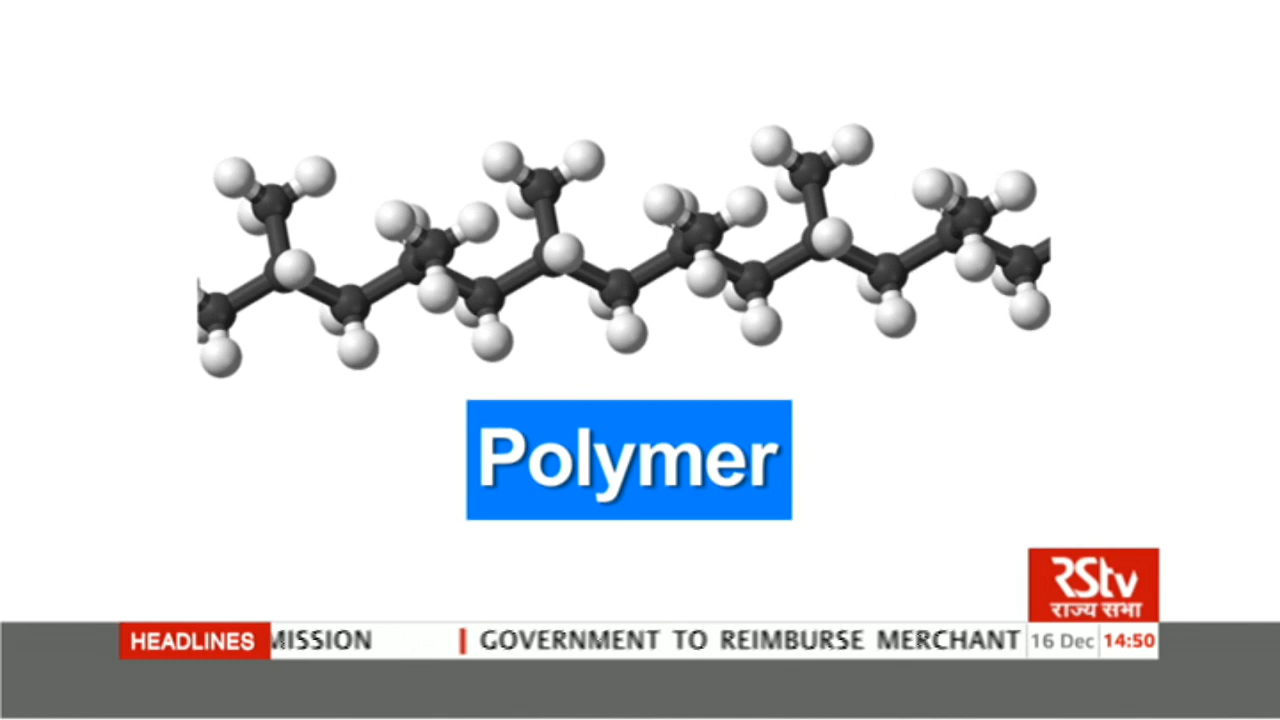 Polymer
RStv
राज्य सभा
HEADLINES
MISSION
GOVERNMENT TO REIMBURSE MERCHANT
16 Dec
14:50